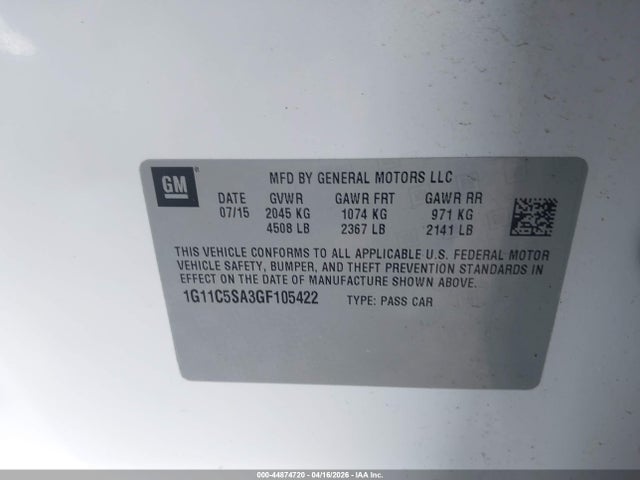 GM
MFD BY GENERAL MOTORS LLC
DATE GVWR GAWR FRT GAWR RR
07/15 2045 KG 1074 KG 971 KG
4508 LB 2367 LB 2141 LB
THIS VEHICLE CONFORMS TO ALL APPLICABLE U.S. FEDERAL MOTOR
VEHICLE SAFETY, BUMPER, AND THEFT PREVENTION STANDARDS IN
EFFECT ON THE DATE OF MANUFACTURE SHOWN ABOVE.
1G11C5SA3GF105422 TYPE: PASS CAR
000-44874720 - 04/16/2026 - IAA Inc.